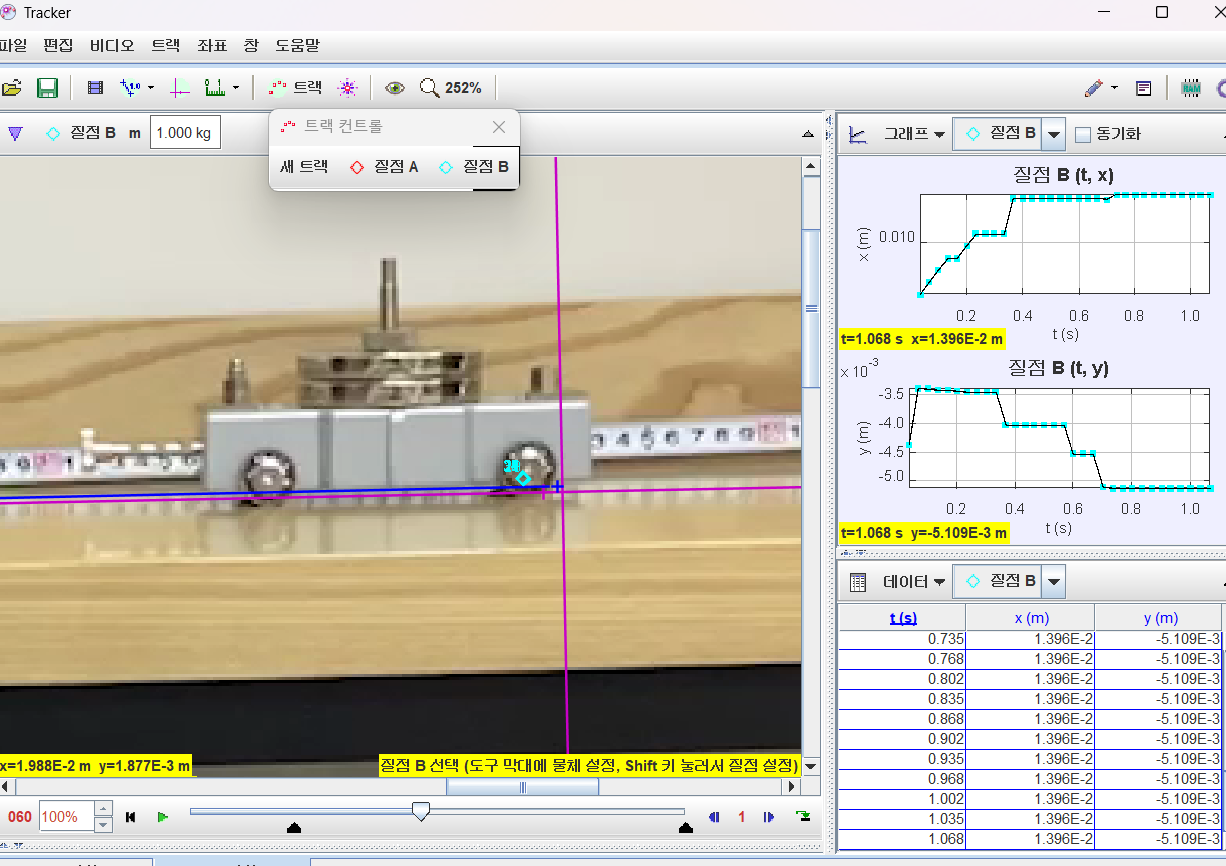 Tracker
파일 편집 비디오 트랙 좌표 창 도움말
트랙 252%
질점 B m 1.000 kg
트랙 컨트롤
새 트랙 질점 A 질점 B
그래프 질점 B 동기화
질점 B (t, x)
x (m)
0.010
0.2 0.4 0.6 0.8 1.0
t (s)
t=1.068 s x=1.396E-2 m
질점 B (t, y)
× 10-3
y (m)
-3.5
-4.0
-4.5
-5.0
0.2 0.4 0.6 0.8 1.0
t (s)
t=1.068 s y=-5.109E-3 m
3 4 5 6 7 8 9
데이터 질점 B
t (s) x (m) y (m)
0.735 1.396E-2 -5.109E-3
0.768 1.396E-2 -5.109E-3
0.802 1.396E-2 -5.109E-3
0.835 1.396E-2 -5.109E-3
0.868 1.396E-2 -5.109E-3
0.902 1.396E-2 -5.109E-3
0.935 1.396E-2 -5.109E-3
0.968 1.396E-2 -5.109E-3
1.002 1.396E-2 -5.109E-3
1.035 1.396E-2 -5.109E-3
1.068 1.396E-2 -5.109E-3
x=1.988E-2 m y=1.877E-3 m
질점 B 선택 (도구 막대에 물체 설정, Shift 키 눌러서 질점 설정)
060 100% 1